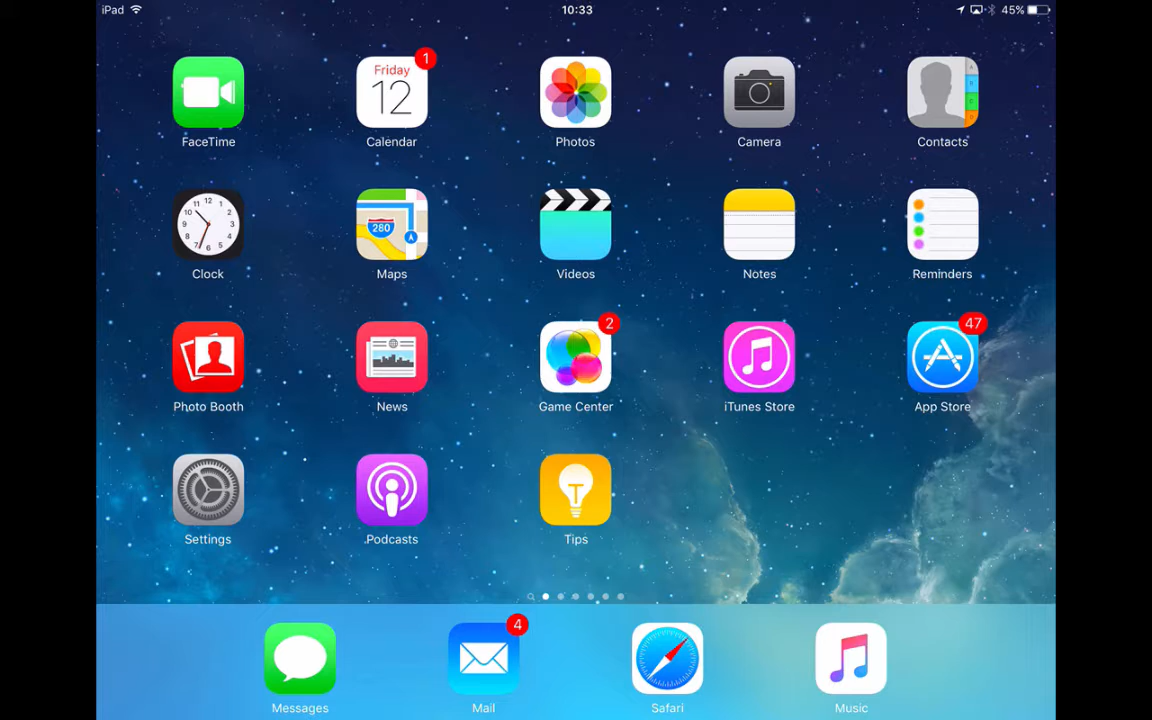 iPad 10:33 45%
1
Friday
12
FaceTime Calendar Photos Camera Contacts
280
Clock Maps Videos Notes Reminders
2 47
Photo Booth News Game Center iTunes Store App Store
Settings Podcasts Tips
4
Messages Mail Safari Music